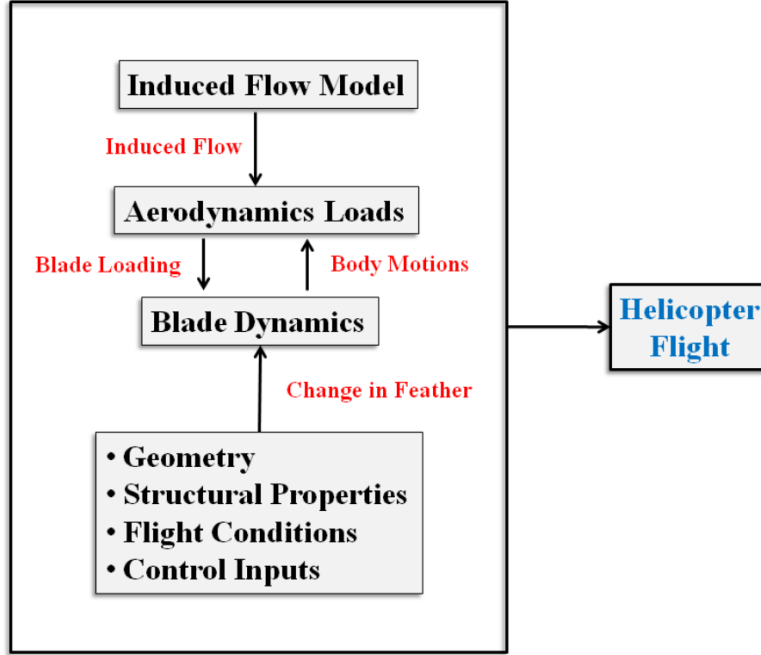 Induced Flow Model
Induced Flow
Aerodynamics Loads
Blade Loading
Body Motions
Blade Dynamics
Change in Feather
• Geometry
• Structural Properties
• Flight Conditions
• Control Inputs
Helicopter
Flight